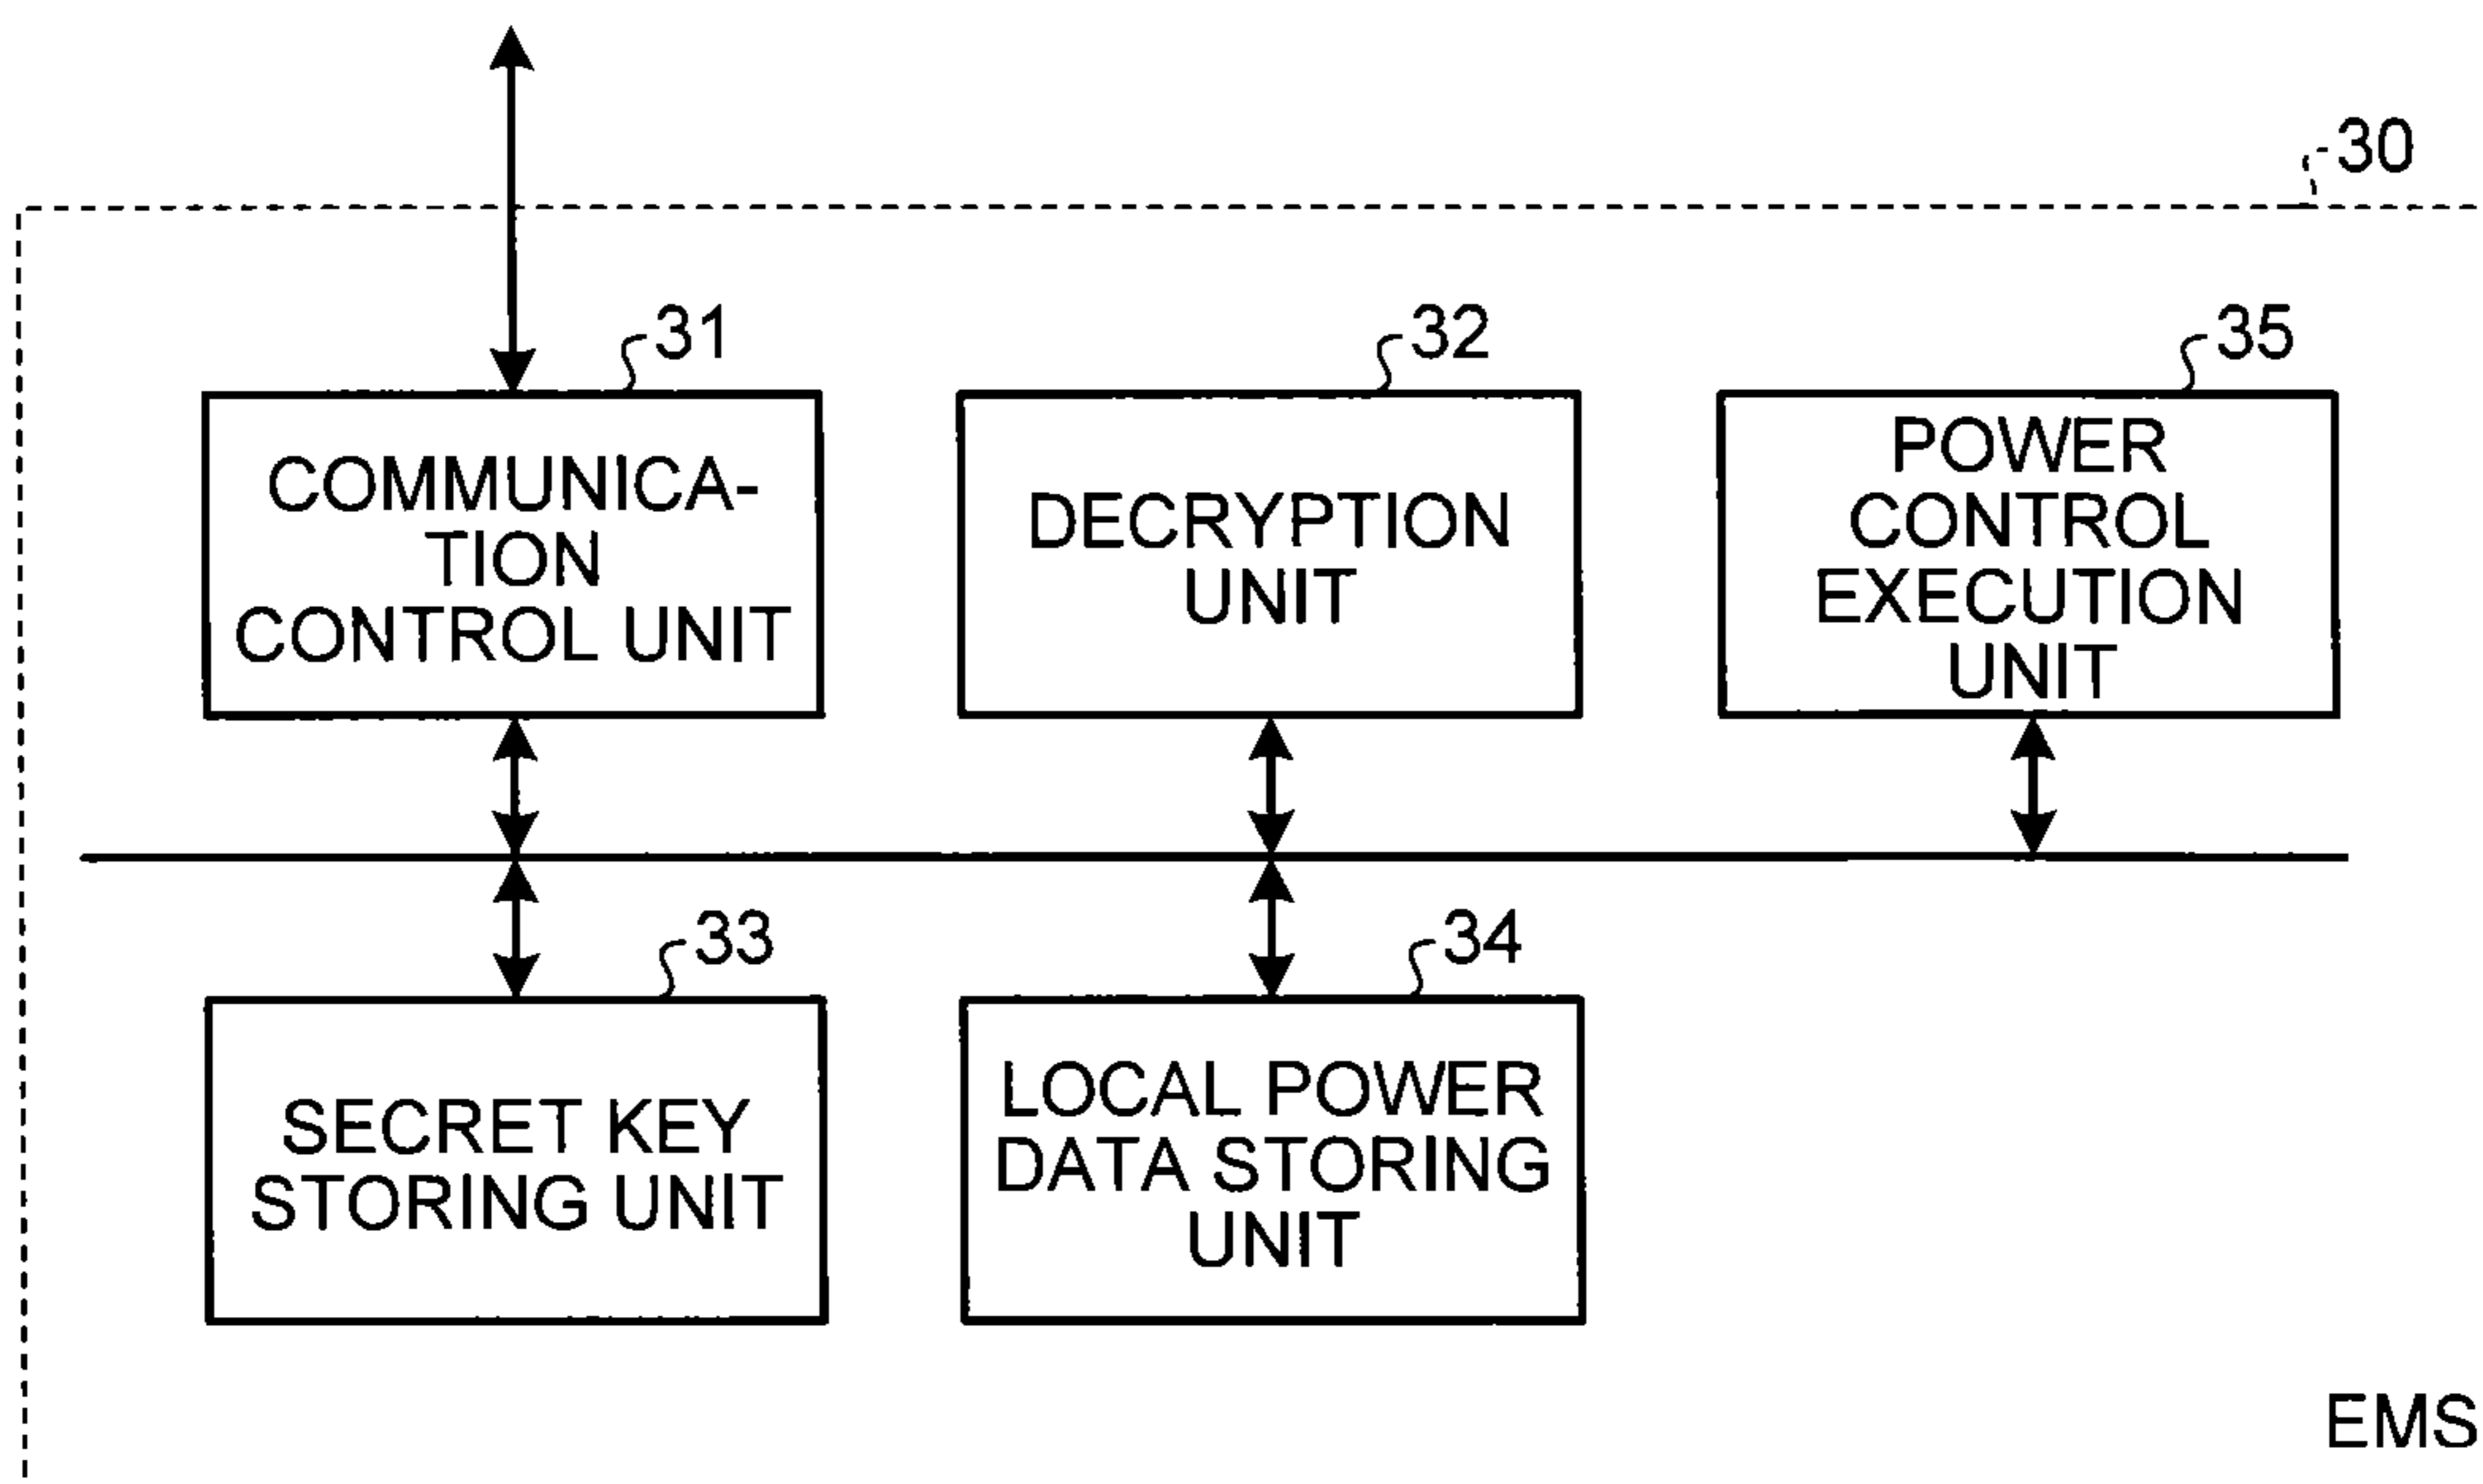 30
31
COMMUNICA-
TION
CONTROL UNIT
32
DECRYPTION
UNIT
35
POWER
CONTROL
EXECUTION
UNIT
33
SECRET KEY
STORING UNIT
34
LOCAL POWER
DATA STORING
UNIT
EMS